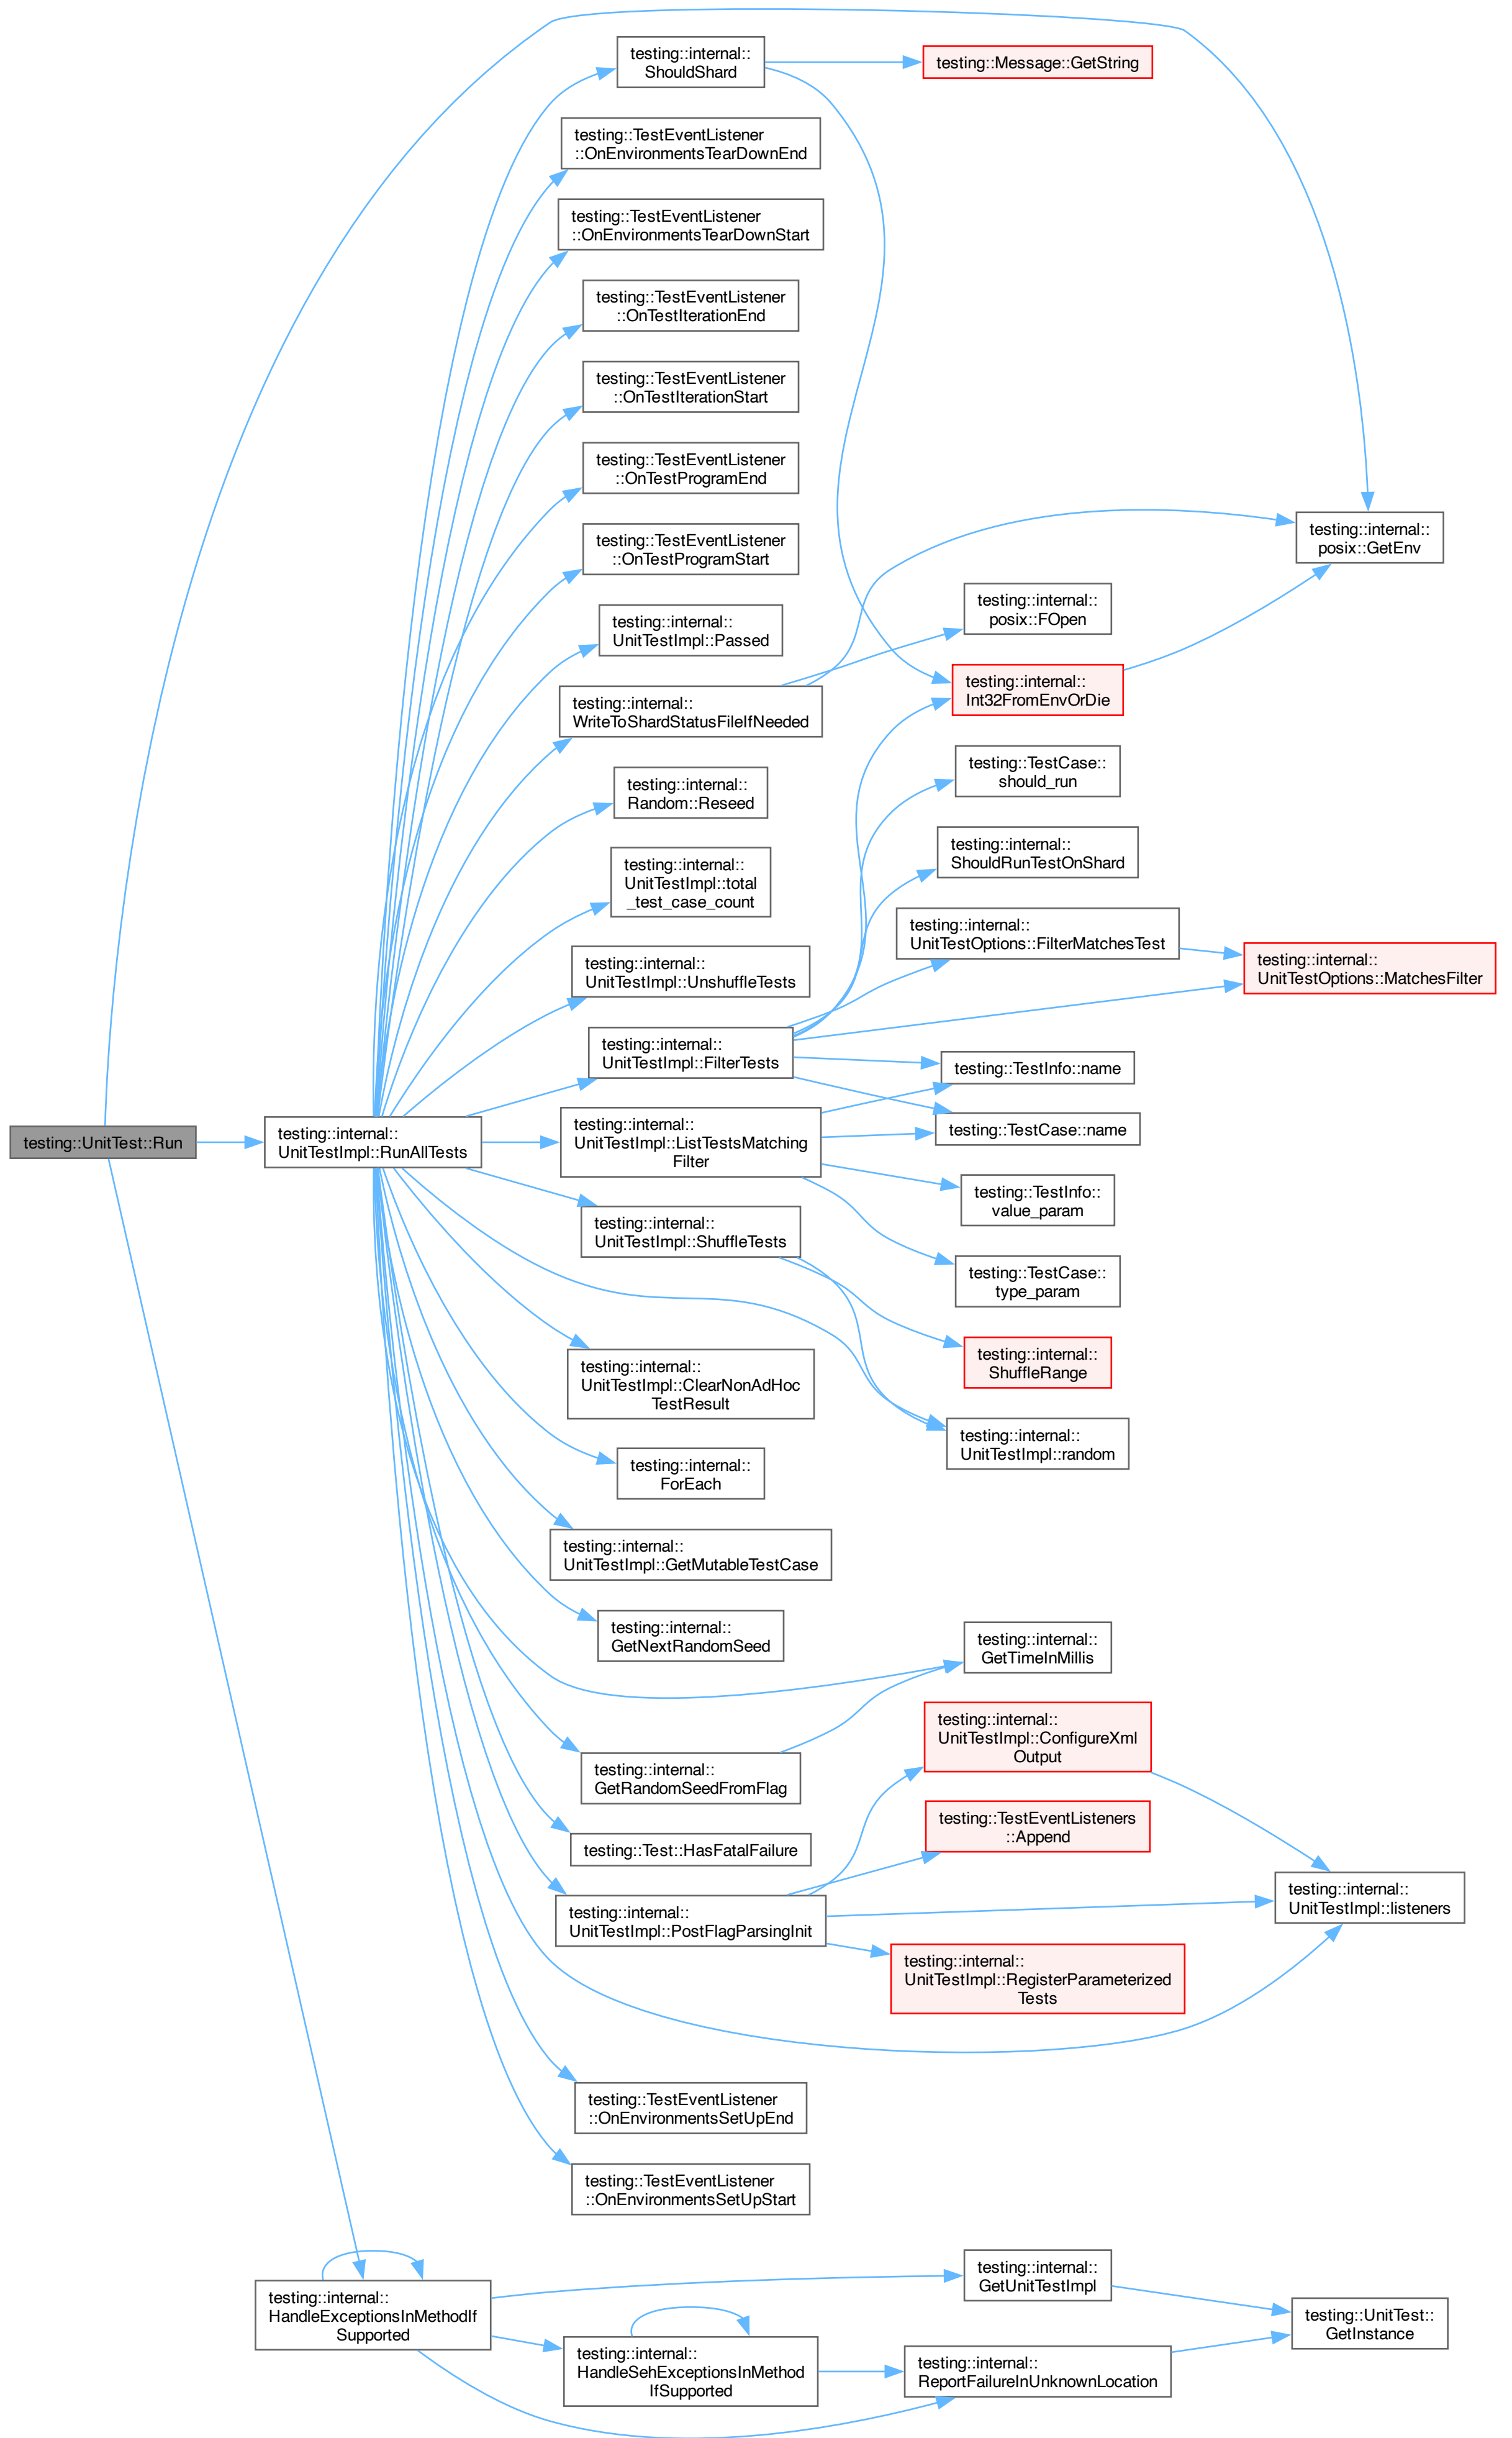 testing::UnitTest::Run
testing::internal::
UnitTestImpl::RunAllTests
testing::internal::
HandleExceptionsInMethodIf
Supported
testing::internal::
ShouldShard
testing::TestEventListener
::OnEnvironmentsTearDownEnd
testing::TestEventListener
::OnEnvironmentsTearDownStart
testing::TestEventListener
::OnTestIterationEnd
testing::TestEventListener
::OnTestIterationStart
testing::TestEventListener
::OnTestProgramEnd
testing::TestEventListener
::OnTestProgramStart
testing::internal::
UnitTestImpl::Passed
testing::internal::
WriteToShardStatusFileIfNeeded
testing::internal::
Random::Reseed
testing::internal::
UnitTestImpl::total
_test_case_count
testing::internal::
UnitTestImpl::UnshuffleTests
testing::internal::
UnitTestImpl::FilterTests
testing::internal::
UnitTestImpl::ListTestsMatching
Filter
testing::internal::
UnitTestImpl::ShuffleTests
testing::internal::
UnitTestImpl::ClearNonAdHoc
TestResult
testing::internal::
ForEach
testing::internal::
UnitTestImpl::GetMutableTestCase
testing::internal::
GetNextRandomSeed
testing::internal::
GetRandomSeedFromFlag
testing::Test::HasFatalFailure
testing::internal::
UnitTestImpl::PostFlagParsingInit
testing::TestEventListener
::OnEnvironmentsSetUpEnd
testing::TestEventListener
::OnEnvironmentsSetUpStart
testing::internal::
HandleSehExceptionsInMethod
IfSupported
testing::Message::GetString
testing::internal::
posix::FOpen
testing::internal::
Int32FromEnvOrDie
testing::TestCase::
should_run
testing::internal::
ShouldRunTestOnShard
testing::internal::
UnitTestOptions::FilterMatchesTest
testing::TestInfo::name
testing::TestCase::name
testing::TestInfo::
value_param
testing::TestCase::
type_param
testing::internal::
ShuffleRange
testing::internal::
UnitTestImpl::random
testing::internal::
GetTimeInMillis
testing::internal::
UnitTestImpl::ConfigureXml
Output
testing::TestEventListeners
::Append
testing::internal::
UnitTestImpl::RegisterParameterized
Tests
testing::internal::
GetUnitTestImpl
testing::internal::
ReportFailureInUnknownLocation
testing::internal::
posix::GetEnv
testing::internal::
UnitTestOptions::MatchesFilter
testing::internal::
UnitTestImpl::listeners
testing::UnitTest::
GetInstance